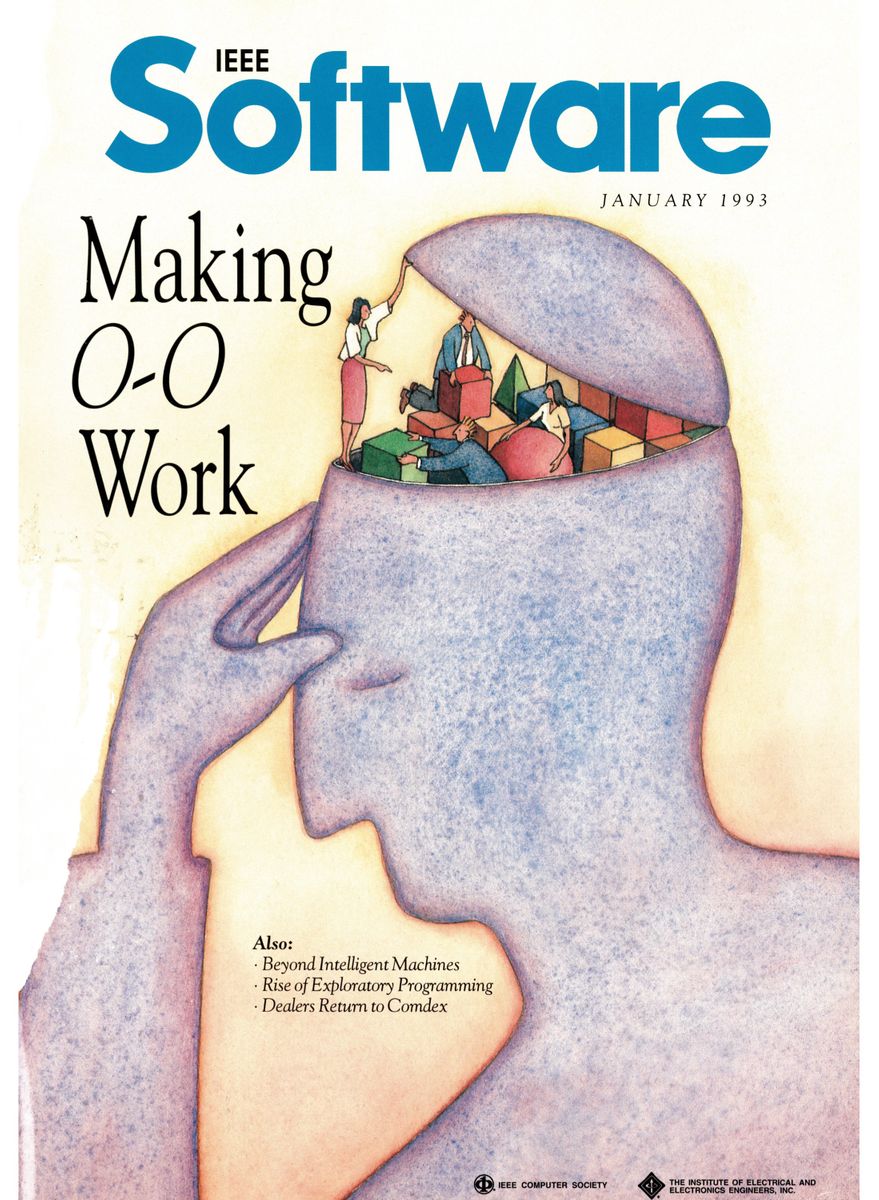 IEEE
Software
JANUARY 1993
Making
O-O
Work
Also:
· Beyond Intelligent Machines
· Rise of Exploratory Programming
· Dealers Return to Comdex
IEEE COMPUTER SOCIETY
THE INSTITUTE OF ELECTRICAL AND
ELECTRONICS ENGINEERS, INC.